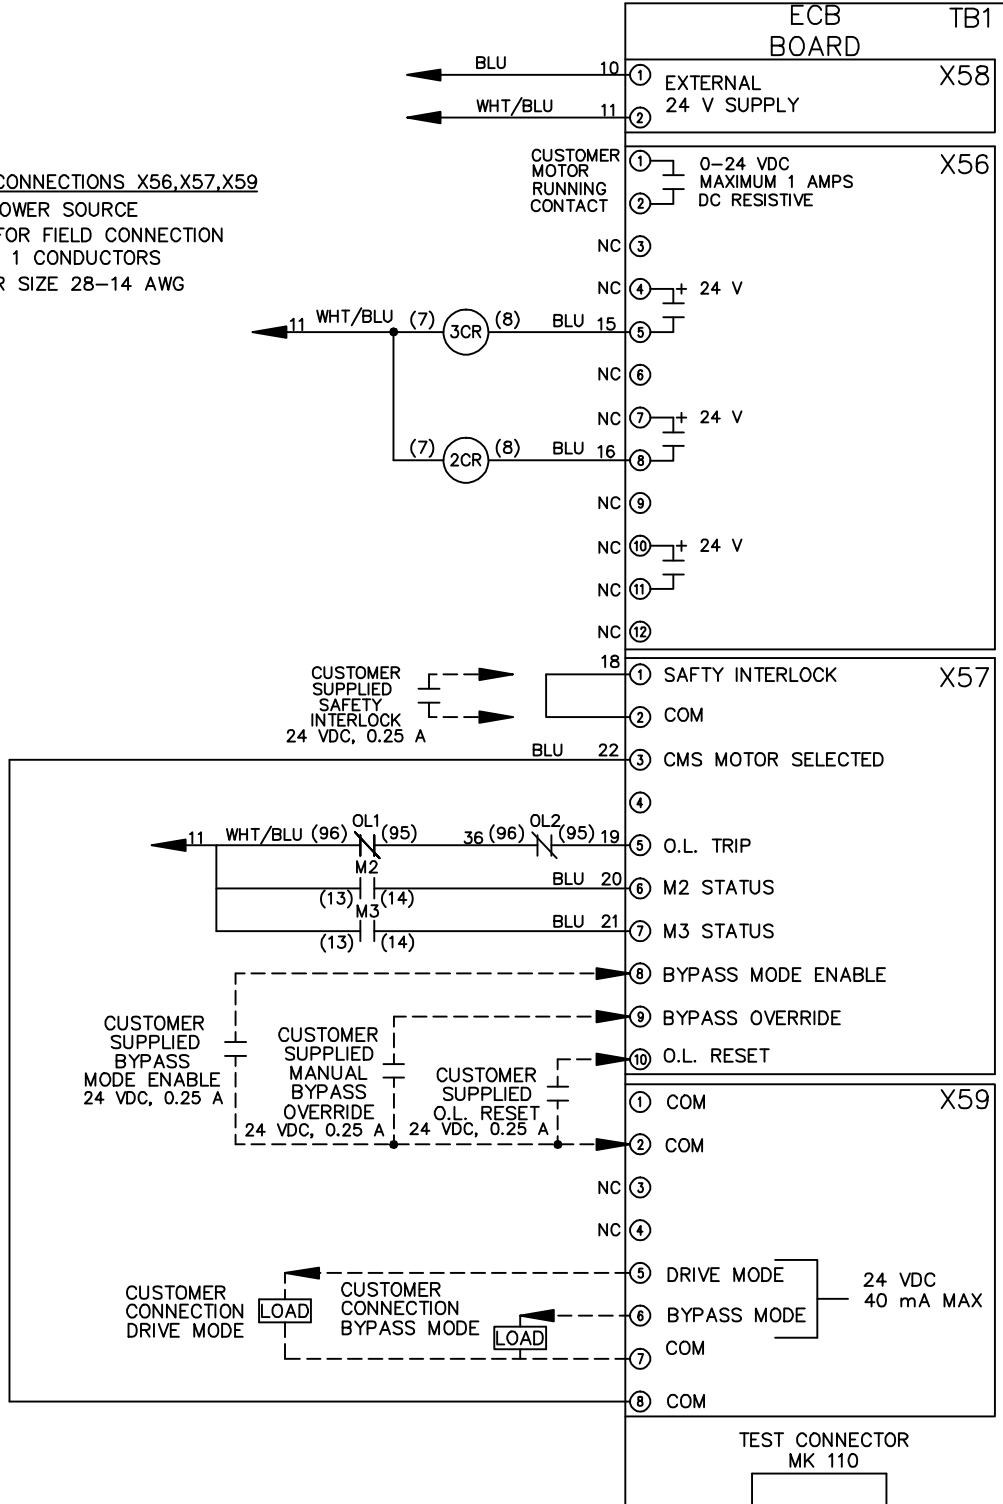 ECB TB1
BOARD
BLU 10 1 EXTERNAL X58
WHT/BLU 11 2 24 V SUPPLY
CONNECTIONS X56,X57,X59
OWER SOURCE
FOR FIELD CONNECTION
1 CONDUCTORS
R SIZE 28-14 AWG
CUSTOMER
MOTOR
RUNNING
CONTACT
1 0-24 VDC X56
MAXIMUM 1 AMPS
2 DC RESISTIVE
NC 3
NC 4 + 24 V
11 WHT/BLU (7) 3CR (8) BLU 15 5
NC 6
NC 7 + 24 V
(7) 2CR (8) BLU 16 8
NC 9
NC 10 + 24 V
NC 11
NC 12
CUSTOMER
SUPPLIED
SAFETY
INTERLOCK
24 VDC, 0.25 A
18 1 SAFTY INTERLOCK X57
2 COM
BLU 22 3 CMS MOTOR SELECTED
4
11 WHT/BLU (96) OL1 (95) 36 (96) OL2 (95) 19 5 O.L. TRIP
M2
(13) (14) BLU 20 6 M2 STATUS
M3
(13) (14) BLU 21 7 M3 STATUS
8 BYPASS MODE ENABLE
9 BYPASS OVERRIDE
10 O.L. RESET
CUSTOMER
SUPPLIED
BYPASS
MODE ENABLE
24 VDC, 0.25 A
CUSTOMER
SUPPLIED
MANUAL
BYPASS
OVERRIDE
24 VDC, 0.25 A
CUSTOMER
SUPPLIED
O.L. RESET
24 VDC, 0.25 A
1 COM X59
2 COM
NC 3
NC 4
5 DRIVE MODE
6 BYPASS MODE
24 VDC
40 mA MAX
CUSTOMER
CONNECTION
DRIVE MODE
LOAD
CUSTOMER
CONNECTION
BYPASS MODE
LOAD
7 COM
8 COM
TEST CONNECTOR
MK 110